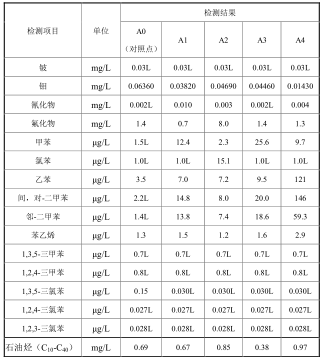 检测项目 单位 检测结果
A0 (对照点) A1 A2 A3 A4
铍 mg/L 0.03L 0.03L 0.03L 0.03L 0.03L
钼 mg/L 0.06360 0.03820 0.04690 0.04460 0.01430
氰化物 mg/L 0.002L 0.010 0.003 0.002L 0.004
氟化物 mg/L 1.4 0.7 8.0 1.4 1.3
甲苯 μg/L 1.5L 12.4 2.3 25.6 9.7
氯苯 μg/L 1.0L 1.0L 15.1 1.0L 1.0L
乙苯 μg/L 3.5 7.0 7.2 9.5 121
间，对-二甲苯 μg/L 2.2L 14.8 8.0 20.0 146
邻-二甲苯 μg/L 1.4L 13.8 7.4 18.6 59.3
苯乙烯 μg/L 1.3 1.5 1.2 1.6 2.9
1,3,5-三甲苯 μg/L 0.7L 0.7L 0.7L 0.7L 0.7L
1,2,4-三甲苯 μg/L 0.8L 0.8L 0.8L 0.8L 0.8L
1,3,5-三氯苯 μg/L 0.15 0.030L 0.030L 0.030L 0.030L
1,2,4-三氯苯 μg/L 0.027L 0.027L 0.027L 0.027L 0.027L
1,2,3-三氯苯 μg/L 0.028L 0.028L 0.028L 0.028L 0.028L
石油烃（C10-C40） mg/L 0.69 0.67 0.85 0.38 0.97